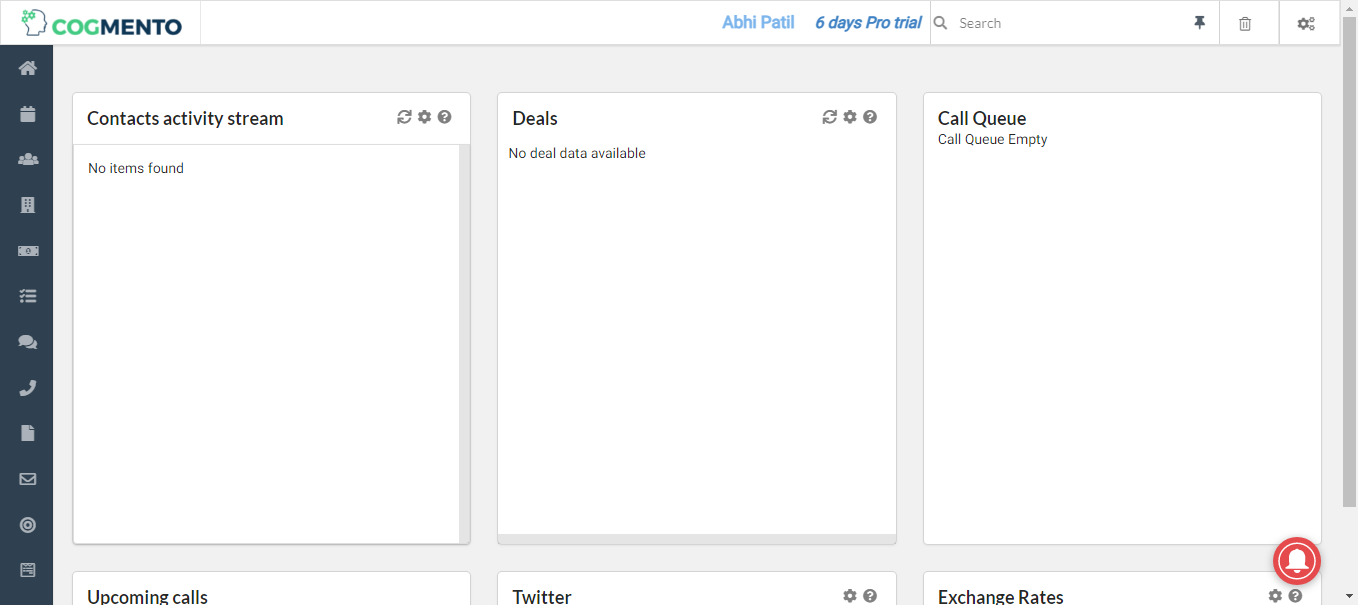 COGMENTO
Abhi Patil 6 days Pro trial Search
Contacts activity stream
No items found
Deals
No deal data available
Call Queue
Call Queue Empty
Upcoming calls
Twitter
Exchange Rates